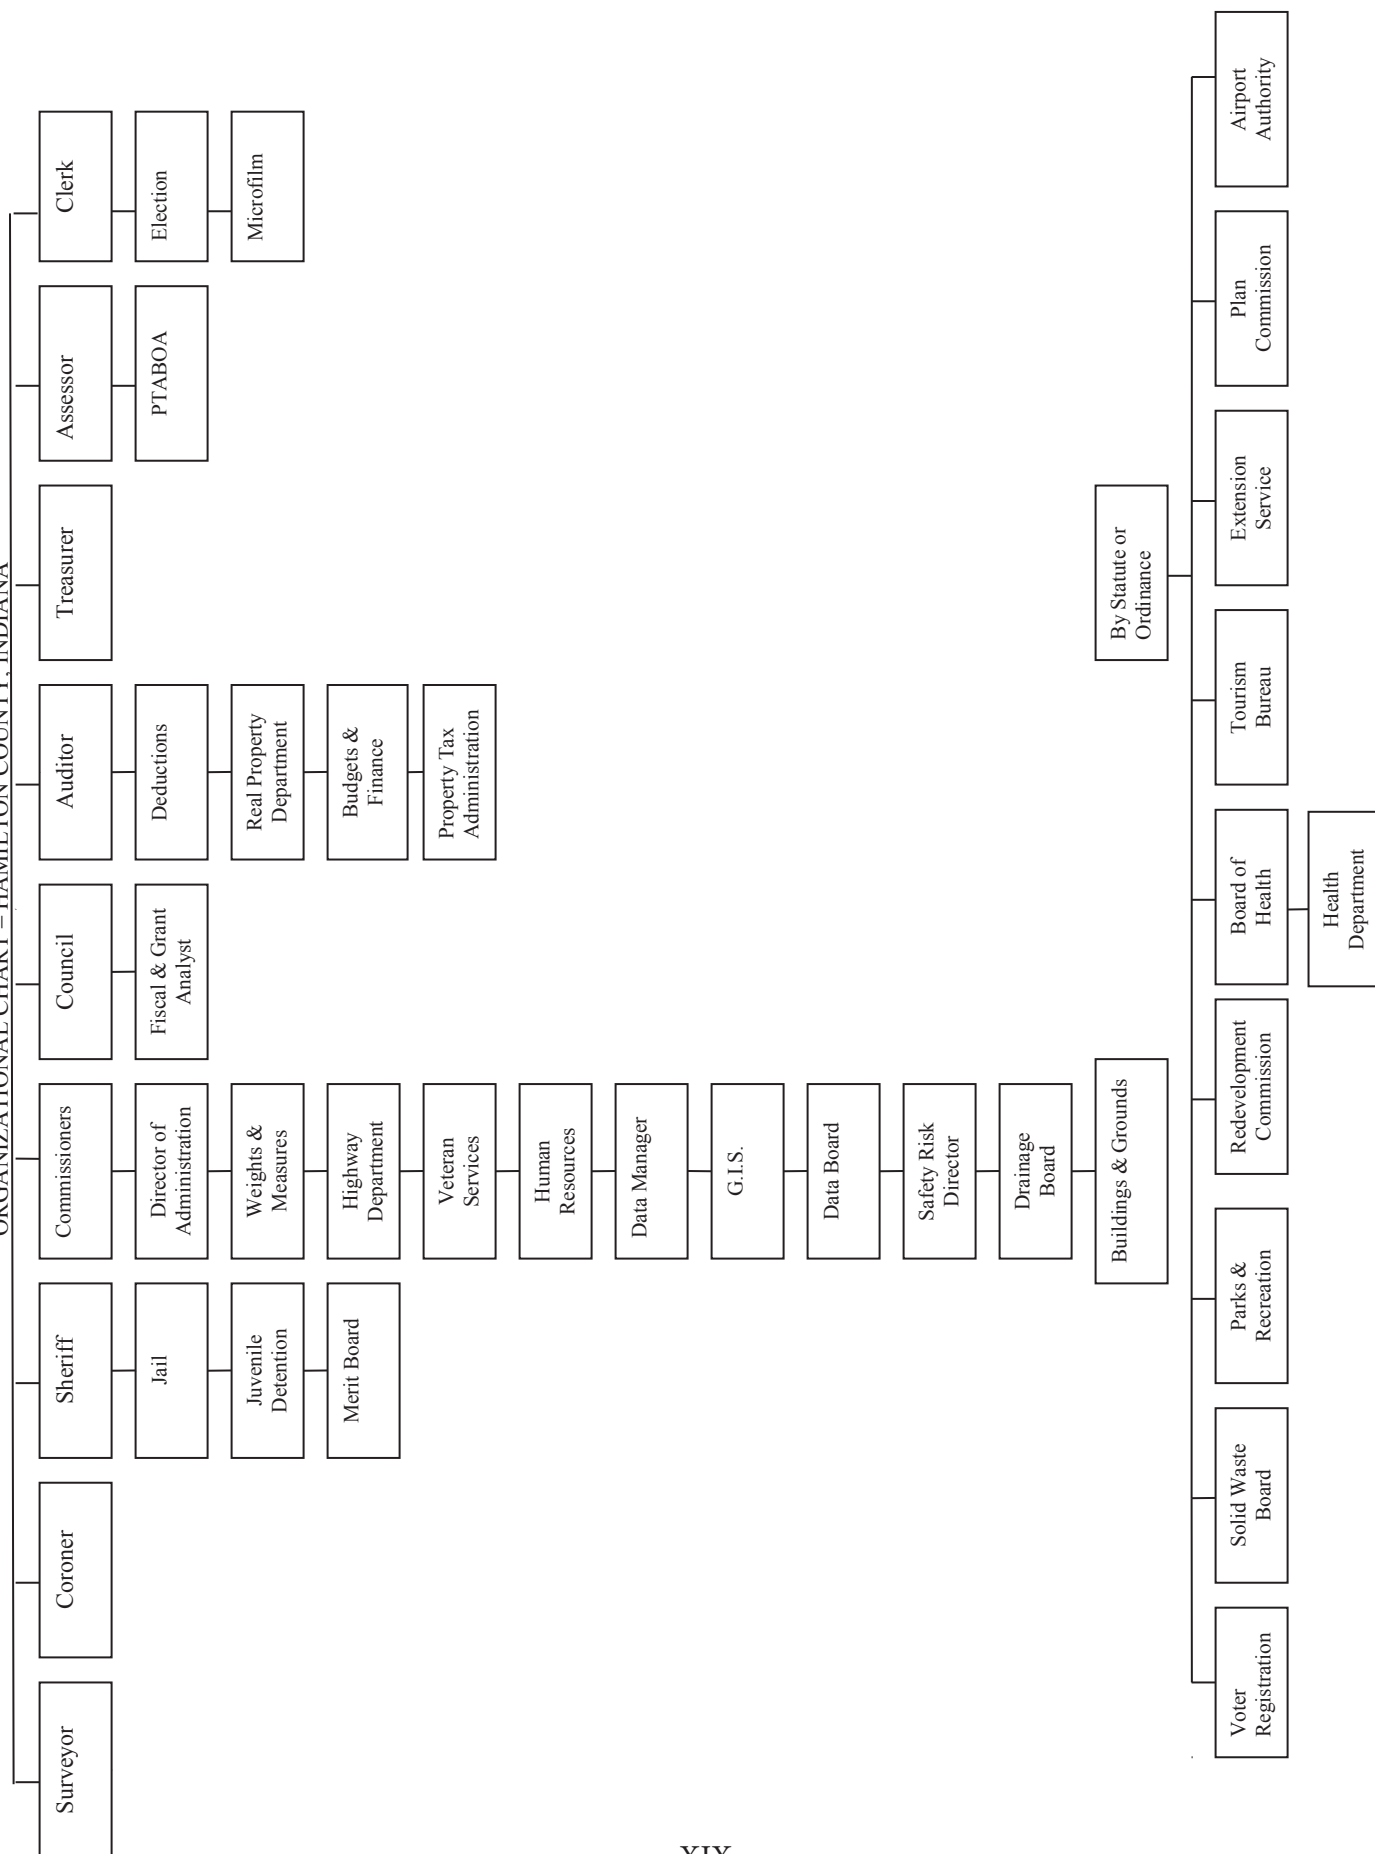 ORGANIZATIONAL CHART – HAMILTON COUNTY, INDIANA
Surveyor
Coroner
Sheriff
Commissioners
Council
Auditor
Treasurer
Assessor
Clerk
Jail
Director of
Administration
Fiscal & Grant
Analyst
Deductions
PTABOA
Election
Juvenile
Detention
Weights &
Measures
Real Property
Department
Microfilm
Merit Board
Highway
Department
Budgets &
Finance
Veteran
Services
Property Tax
Administration
Human
Resources
Data Manager
G.I.S.
Data Board
Safety Risk
Director
Drainage
Board
Buildings & Grounds
By Statute or
Ordinance
Voter
Registration
Solid Waste
Board
Parks &
Recreation
Redevelopment
Commission
Board of
Health
Tourism
Bureau
Extension
Service
Plan
Commission
Airport
Authority
Health
Department
XIX